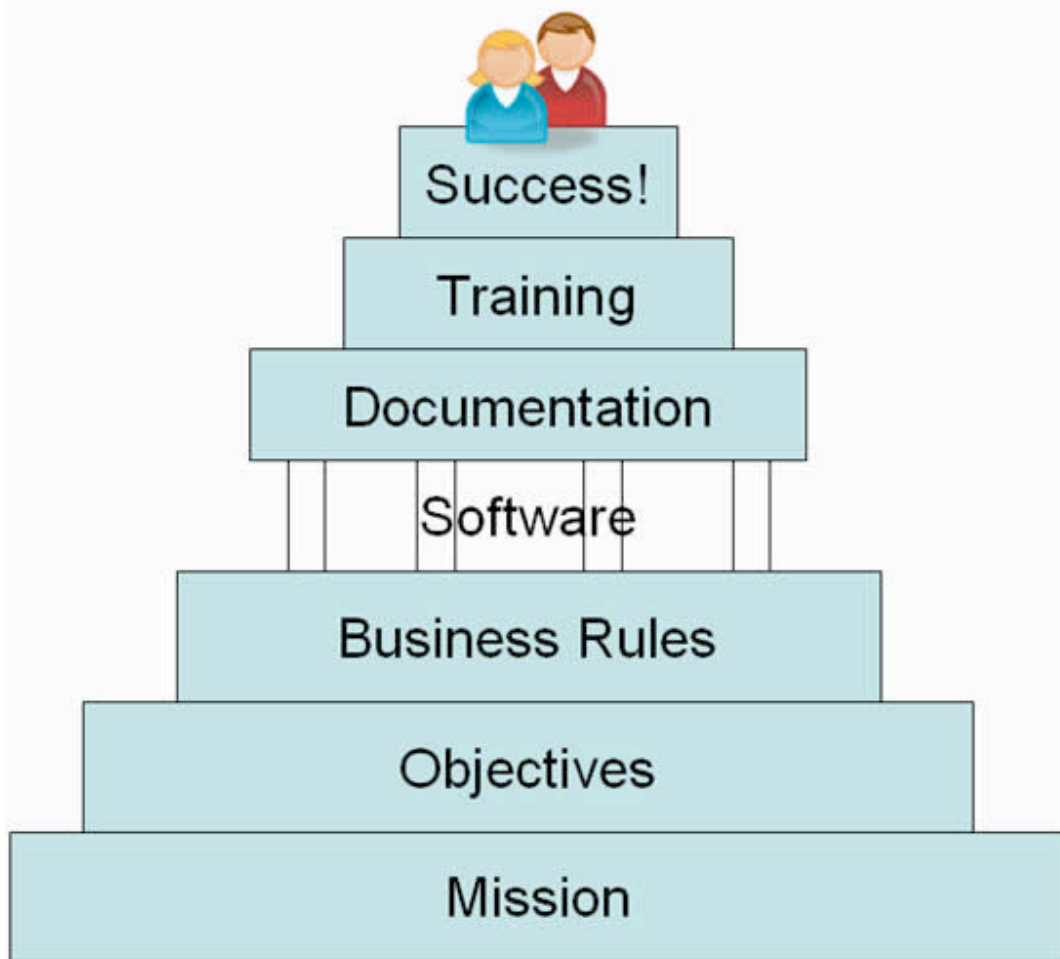 Success!
Training
Documentation
Software
Business Rules
Objectives
Mission